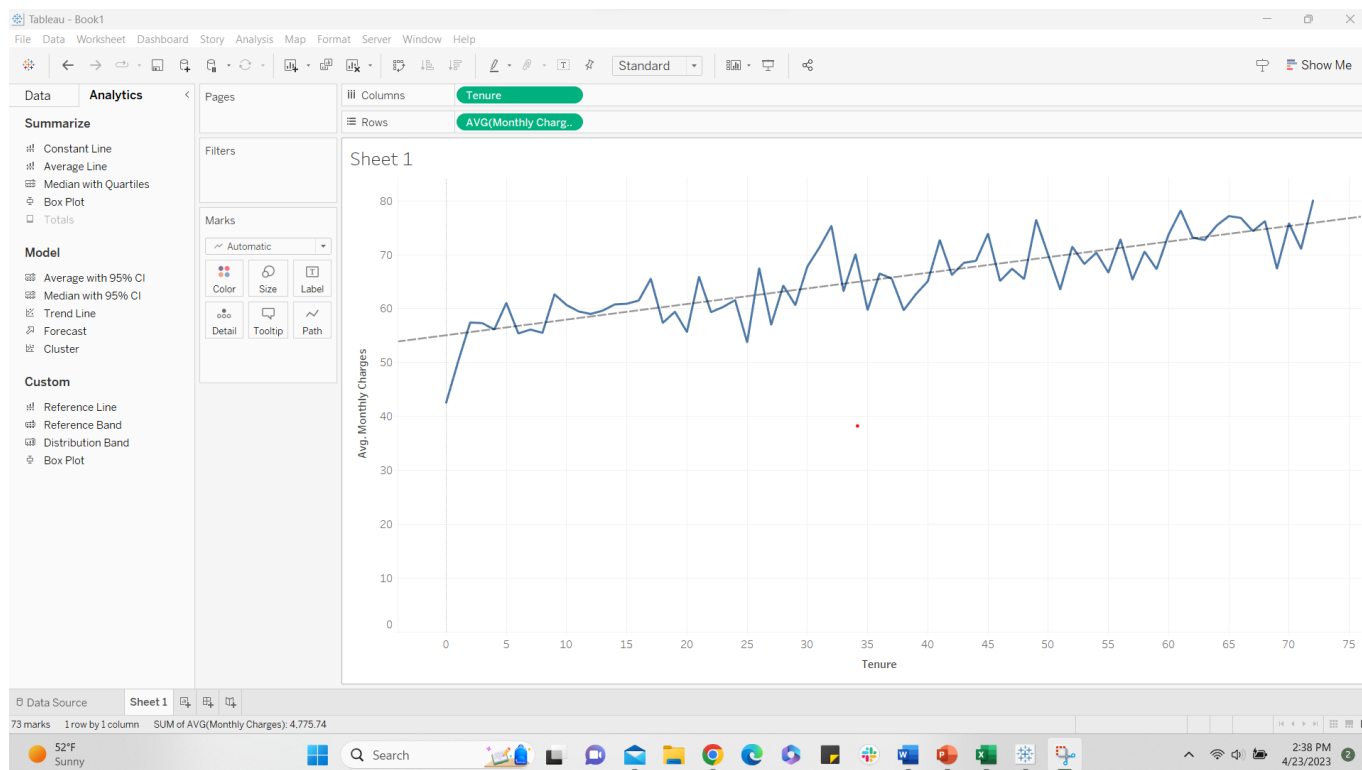 Tableau - Book1
File Data Worksheet Dashboard Story Analysis Map Format Server Window Help
Standard
Show Me
Data Analytics
Pages
iii Columns Tenure
Rows AVG(Monthly Charg..
Summarize
Constant Line
Average Line
Median with Quartiles
Box Plot
Totals
Model
Average with 95% CI
Median with 95% CI
Trend Line
Forecast
Cluster
Custom
Reference Line
Reference Band
Distribution Band
Box Plot
Filters
Marks
Automatic
Color Size Label
Detail Tooltip Path
Sheet 1
80
70
60
50
40
30
20
10
0
Avg. Monthly Charges
0 5 10 15 20 25 30 35 40 45 50 55 60 65 70 75
Tenure
Data Source Sheet 1
73 marks 1 row by 1 column SUM of AVG(Monthly Charges): 4,775.74
52°F
Sunny
Search
2:38 PM
4/23/2023
2